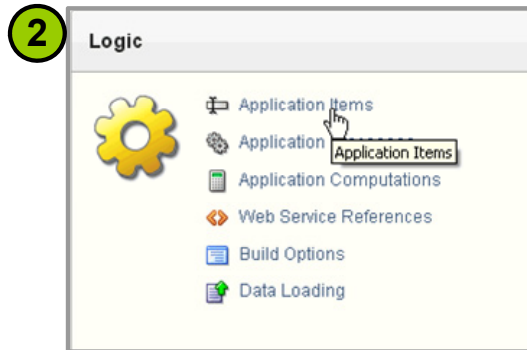 2
Logic
Application Items
Application
Application Items
Application Computations
Web Service References
Build Options
Data Loading